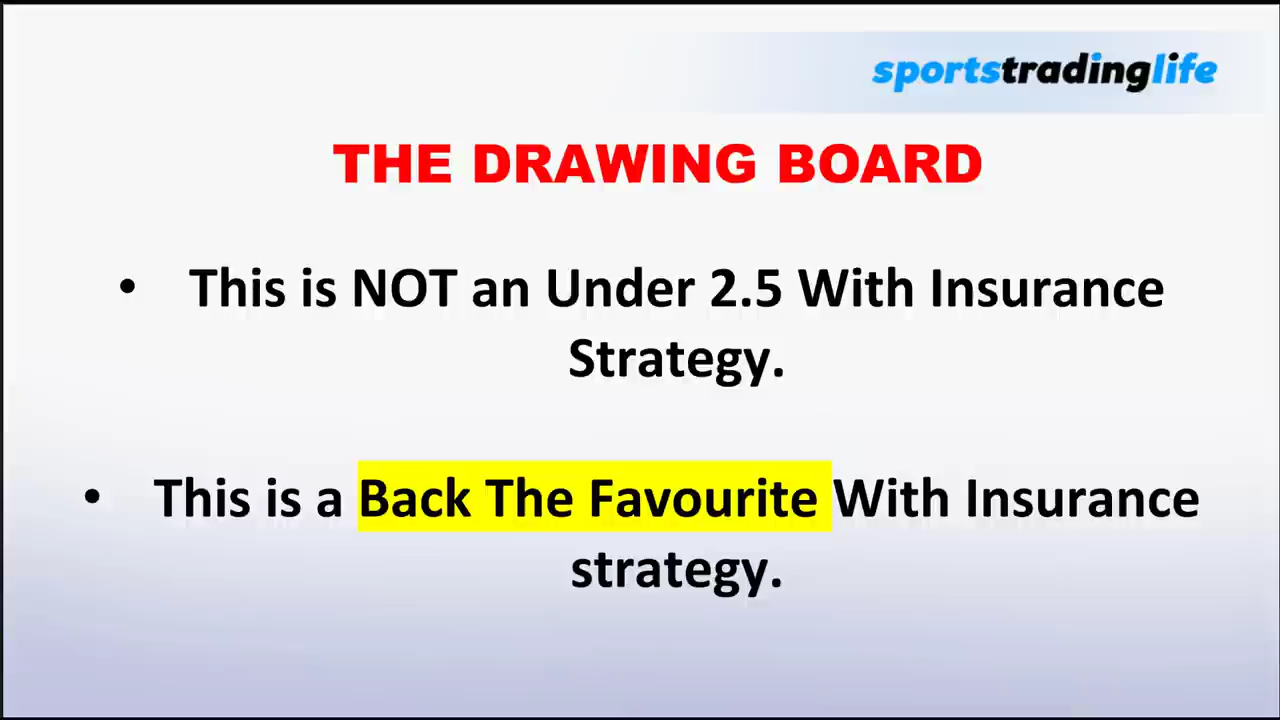 sportstradinglife
THE DRAWING BOARD
• This is NOT an Under 2.5 With Insurance
Strategy.
• This is a Back The Favourite With Insurance
strategy.